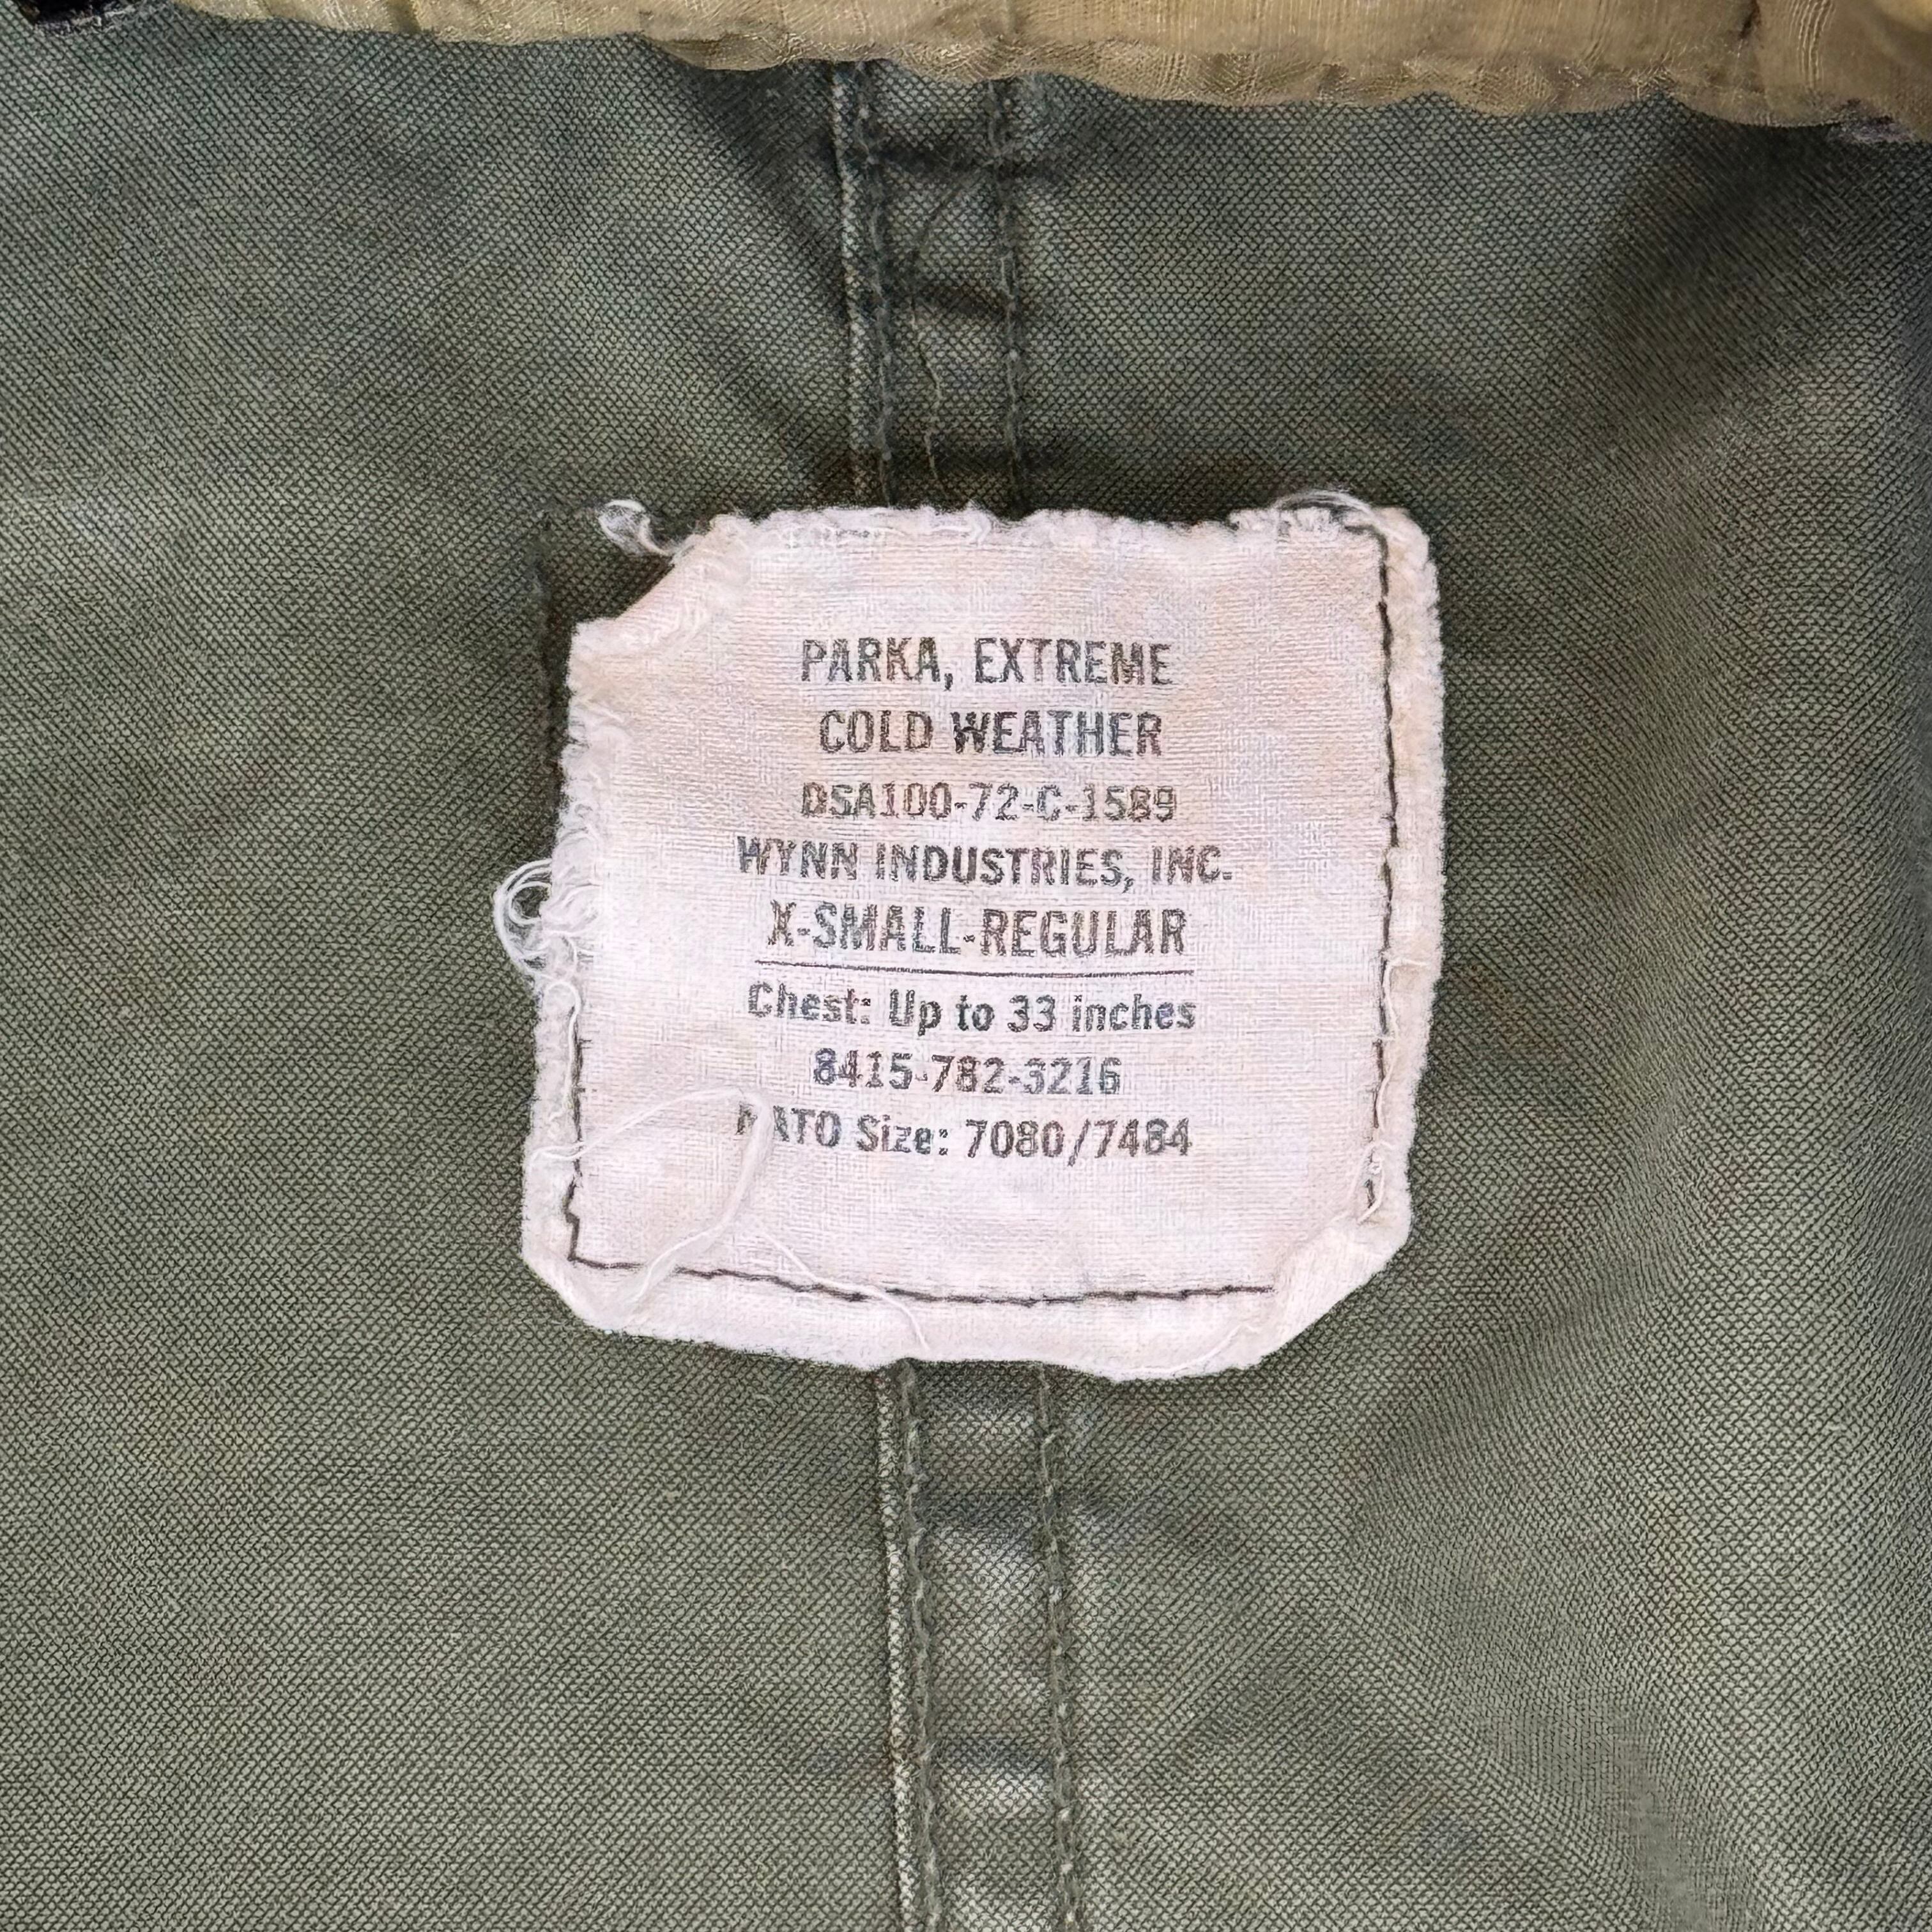 PARKA, EXTREME
COLD WEATHER
DSA100-72-C-1589
WYNN INDUSTRIES, INC.
X-SMALL-REGULAR
Chest: Up to 33 inches
8415-782-3216
NATO Size: 7080/7484